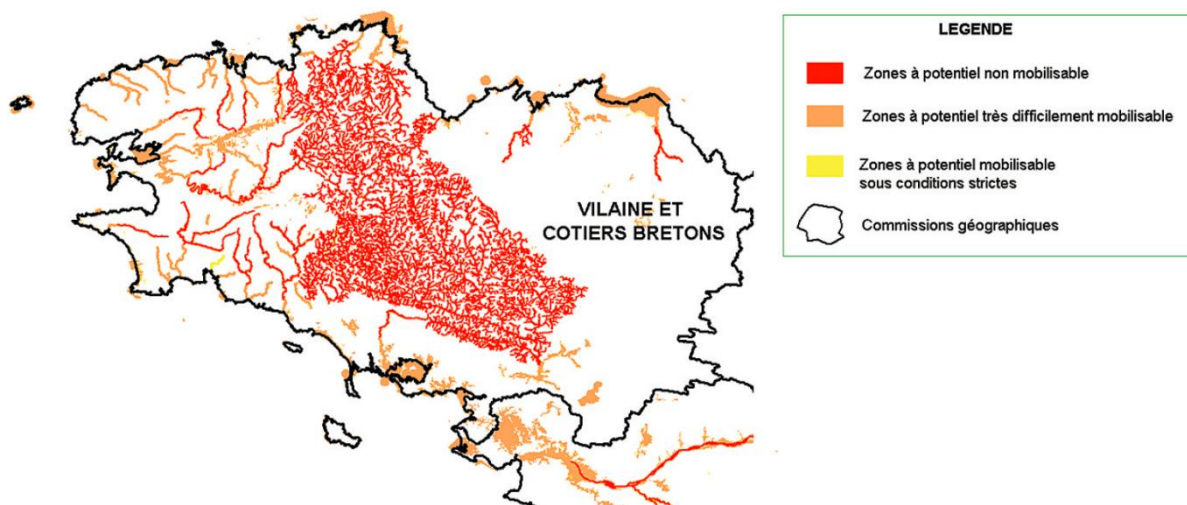 LEGENDE
Zones à potentiel non mobilisable
Zones à potentiel très difficilement mobilisable
Zones à potentiel mobilisable
sous conditions strictes
Commissions géographiques
VILAINE ET
COTIERS BRETONS